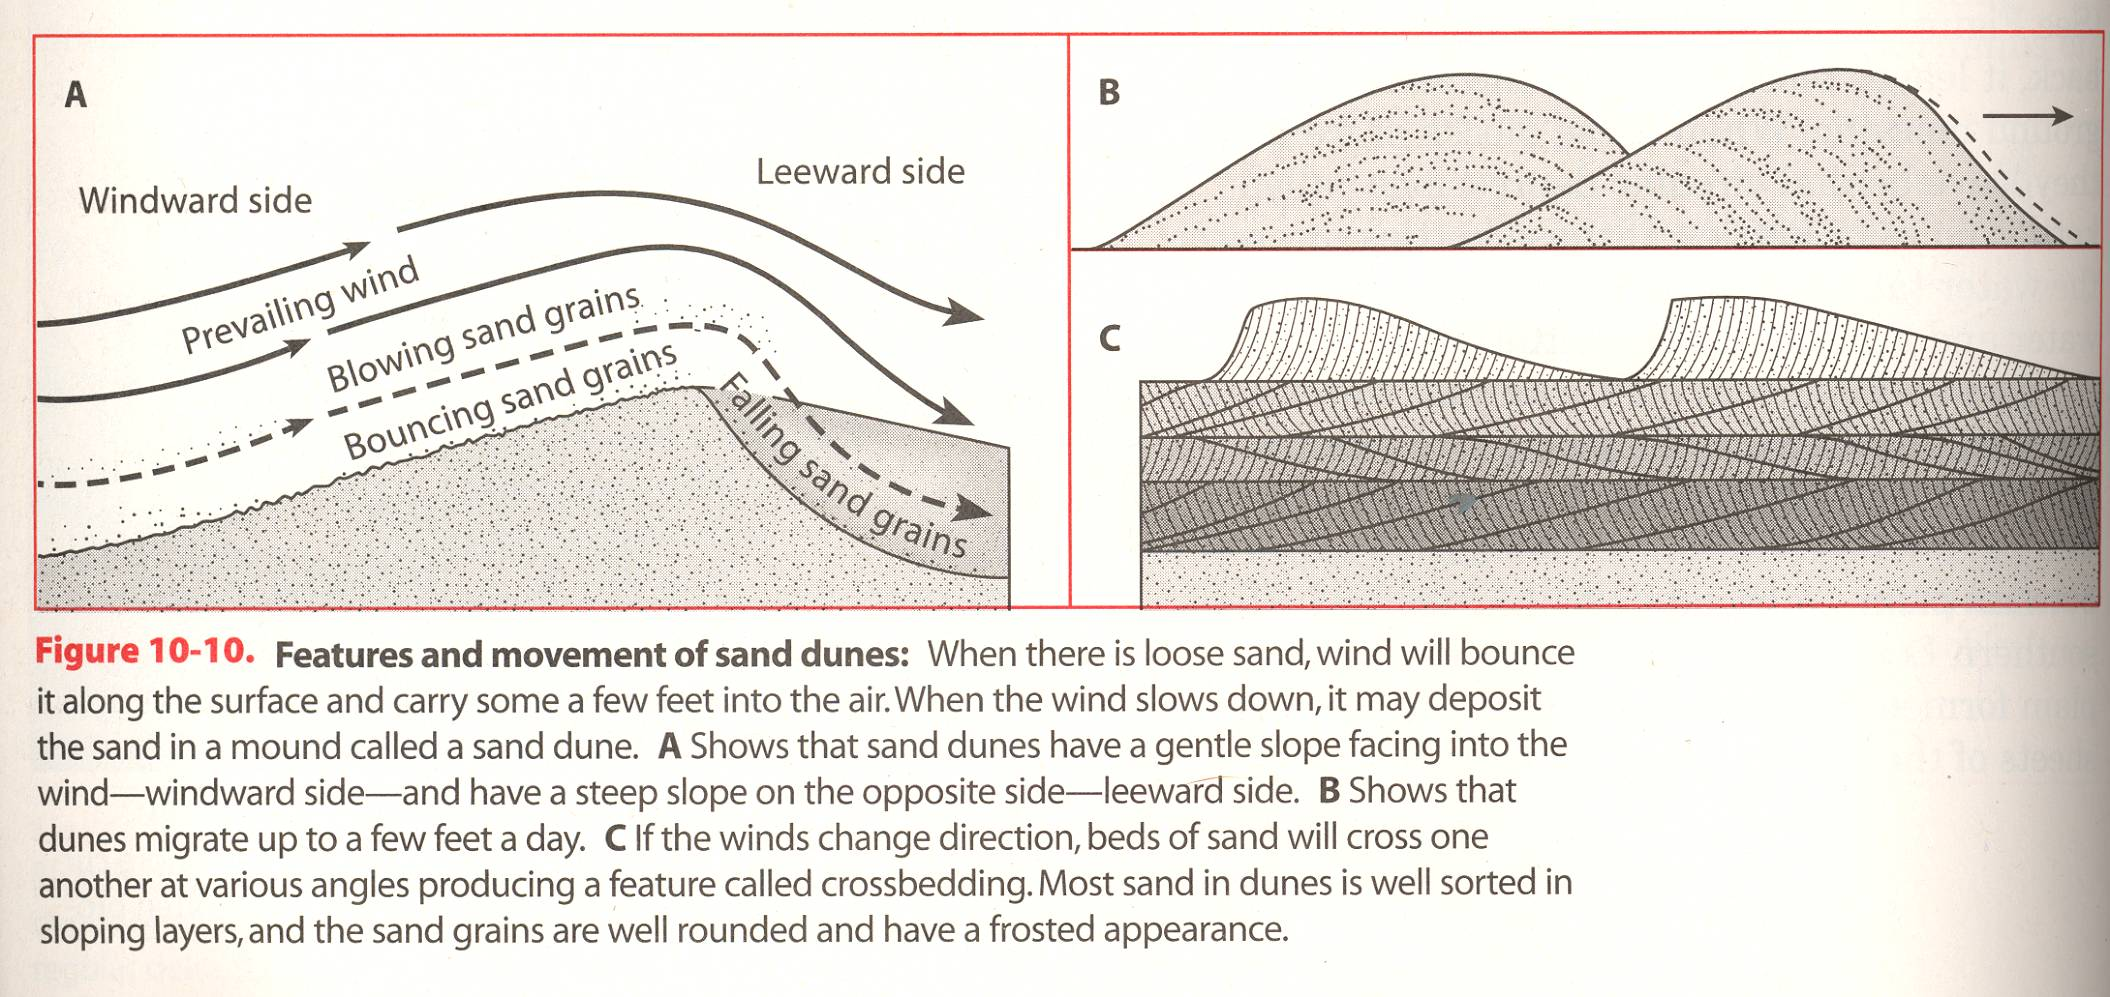 A
Windward side
Leeward side
Prevailing wind
Blowing sand grains
Bouncing sand grains
Falling sand grains
B
C
Figure 10-10. Features and movement of sand dunes: When there is loose sand, wind will bounce
it along the surface and carry some a few feet into the air. When the wind slows down, it may deposit
the sand in a mound called a sand dune. A Shows that sand dunes have a gentle slope facing into the
wind—windward side—and have a steep slope on the opposite side—leeward side. B Shows that
dunes migrate up to a few feet a day. C If the winds change direction, beds of sand will cross one
another at various angles producing a feature called crossbedding. Most sand in dunes is well sorted in
sloping layers, and the sand grains are well rounded and have a frosted appearance.